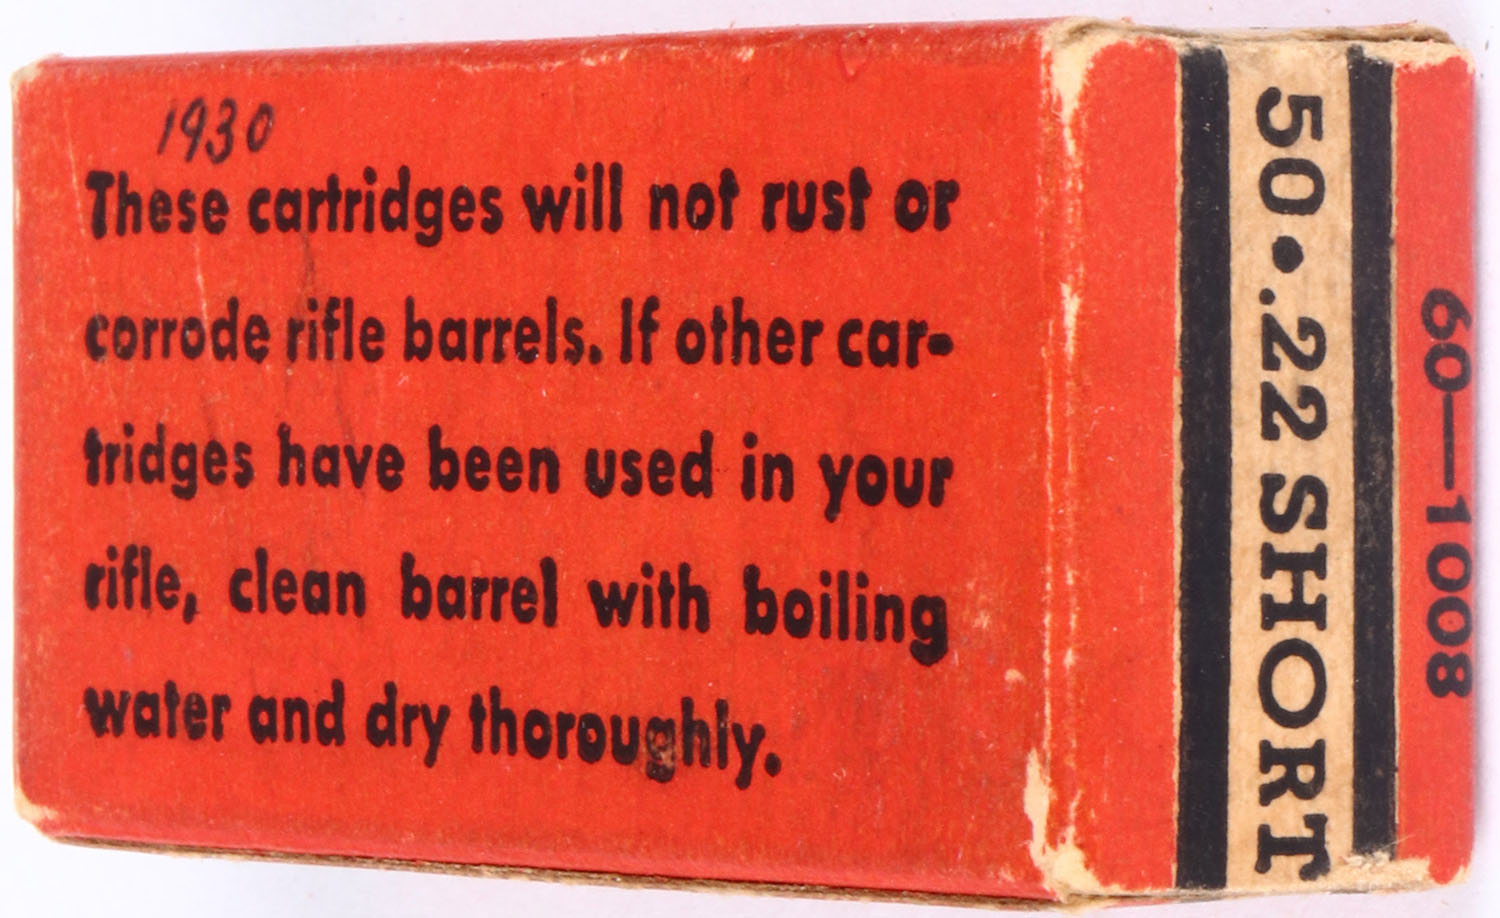 1930
These cartridges will not rust or
corrode rifle barrels. If other car-
tridges have been used in your
rifle, clean barrel with boiling
water and dry thoroughly.
50 • .22 SHORT
60—1008